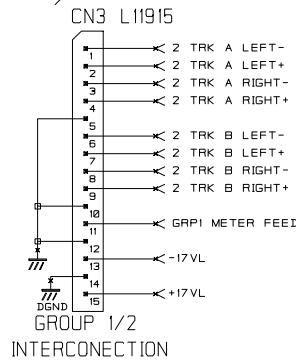 CN3 L11915
1 2 TRK A LEFT-
2 2 TRK A LEFT+
3 2 TRK A RIGHT-
4 2 TRK A RIGHT+
5
6 2 TRK B LEFT-
7 2 TRK B LEFT+
8 2 TRK B RIGHT-
9 2 TRK B RIGHT+
10
11 GRP1 METER FEED
12
13 -17VL
14
15 +17VL
DGND
GROUP 1/2
INTERCONECTION